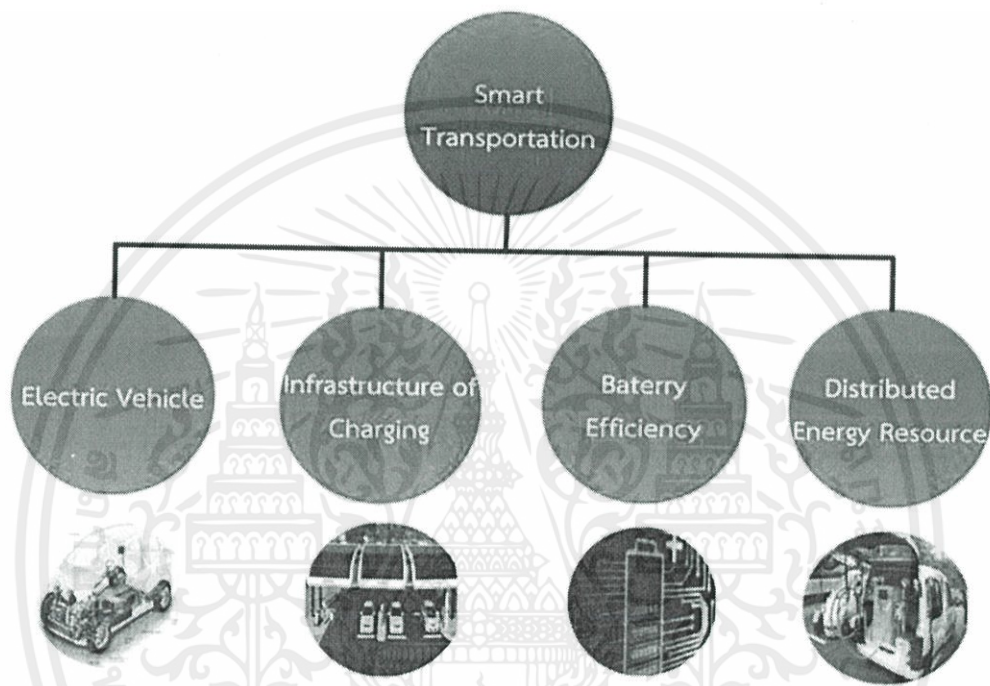 Smart
Transportation
Electric Vehicle
Infrastructure of
Charging
Baterry
Efficiency
Distributed
Energy Resource